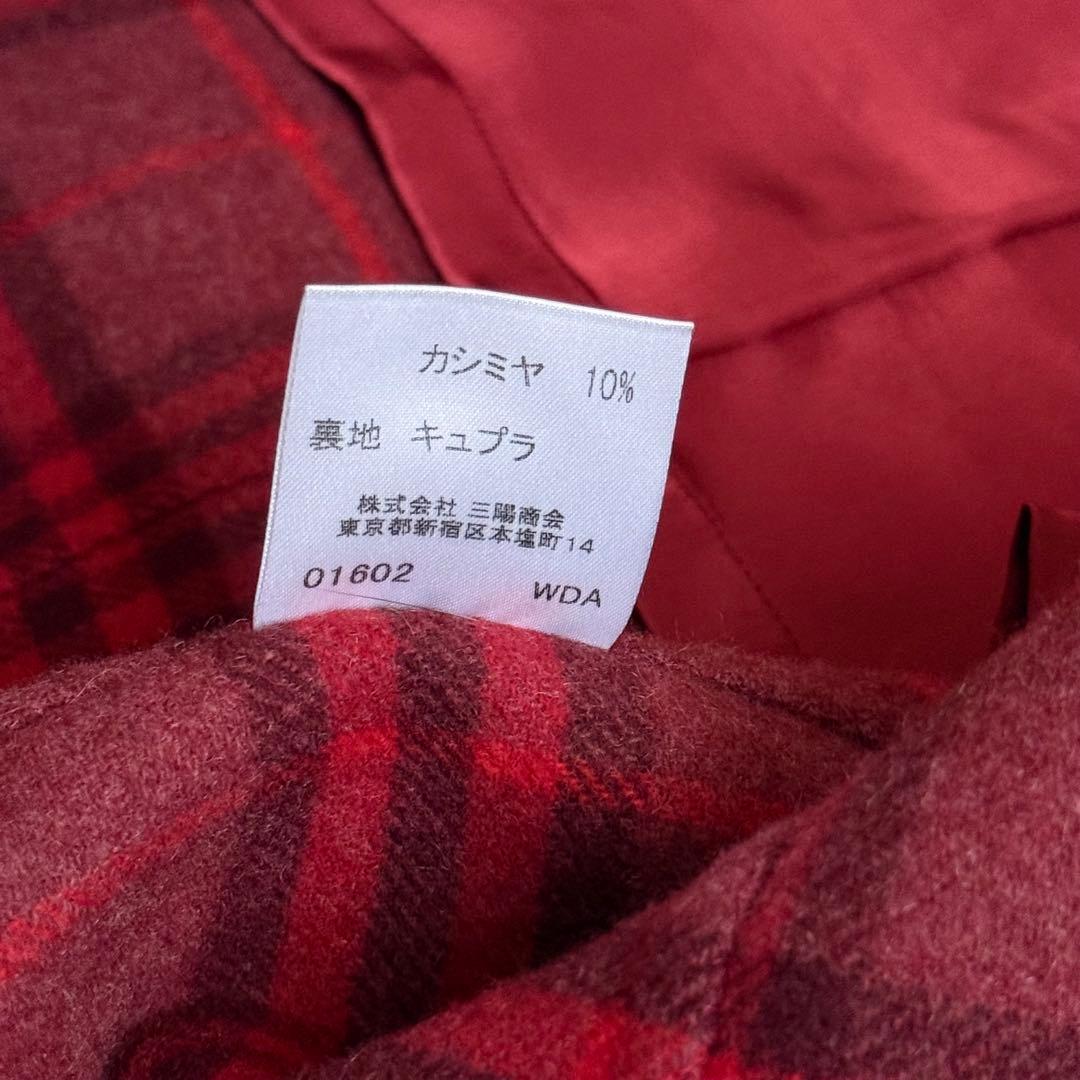 カシミヤ 10%
裏地 キュプラ
株式会社 三陽商会
東京都新宿区本塩町14
01602 WDA